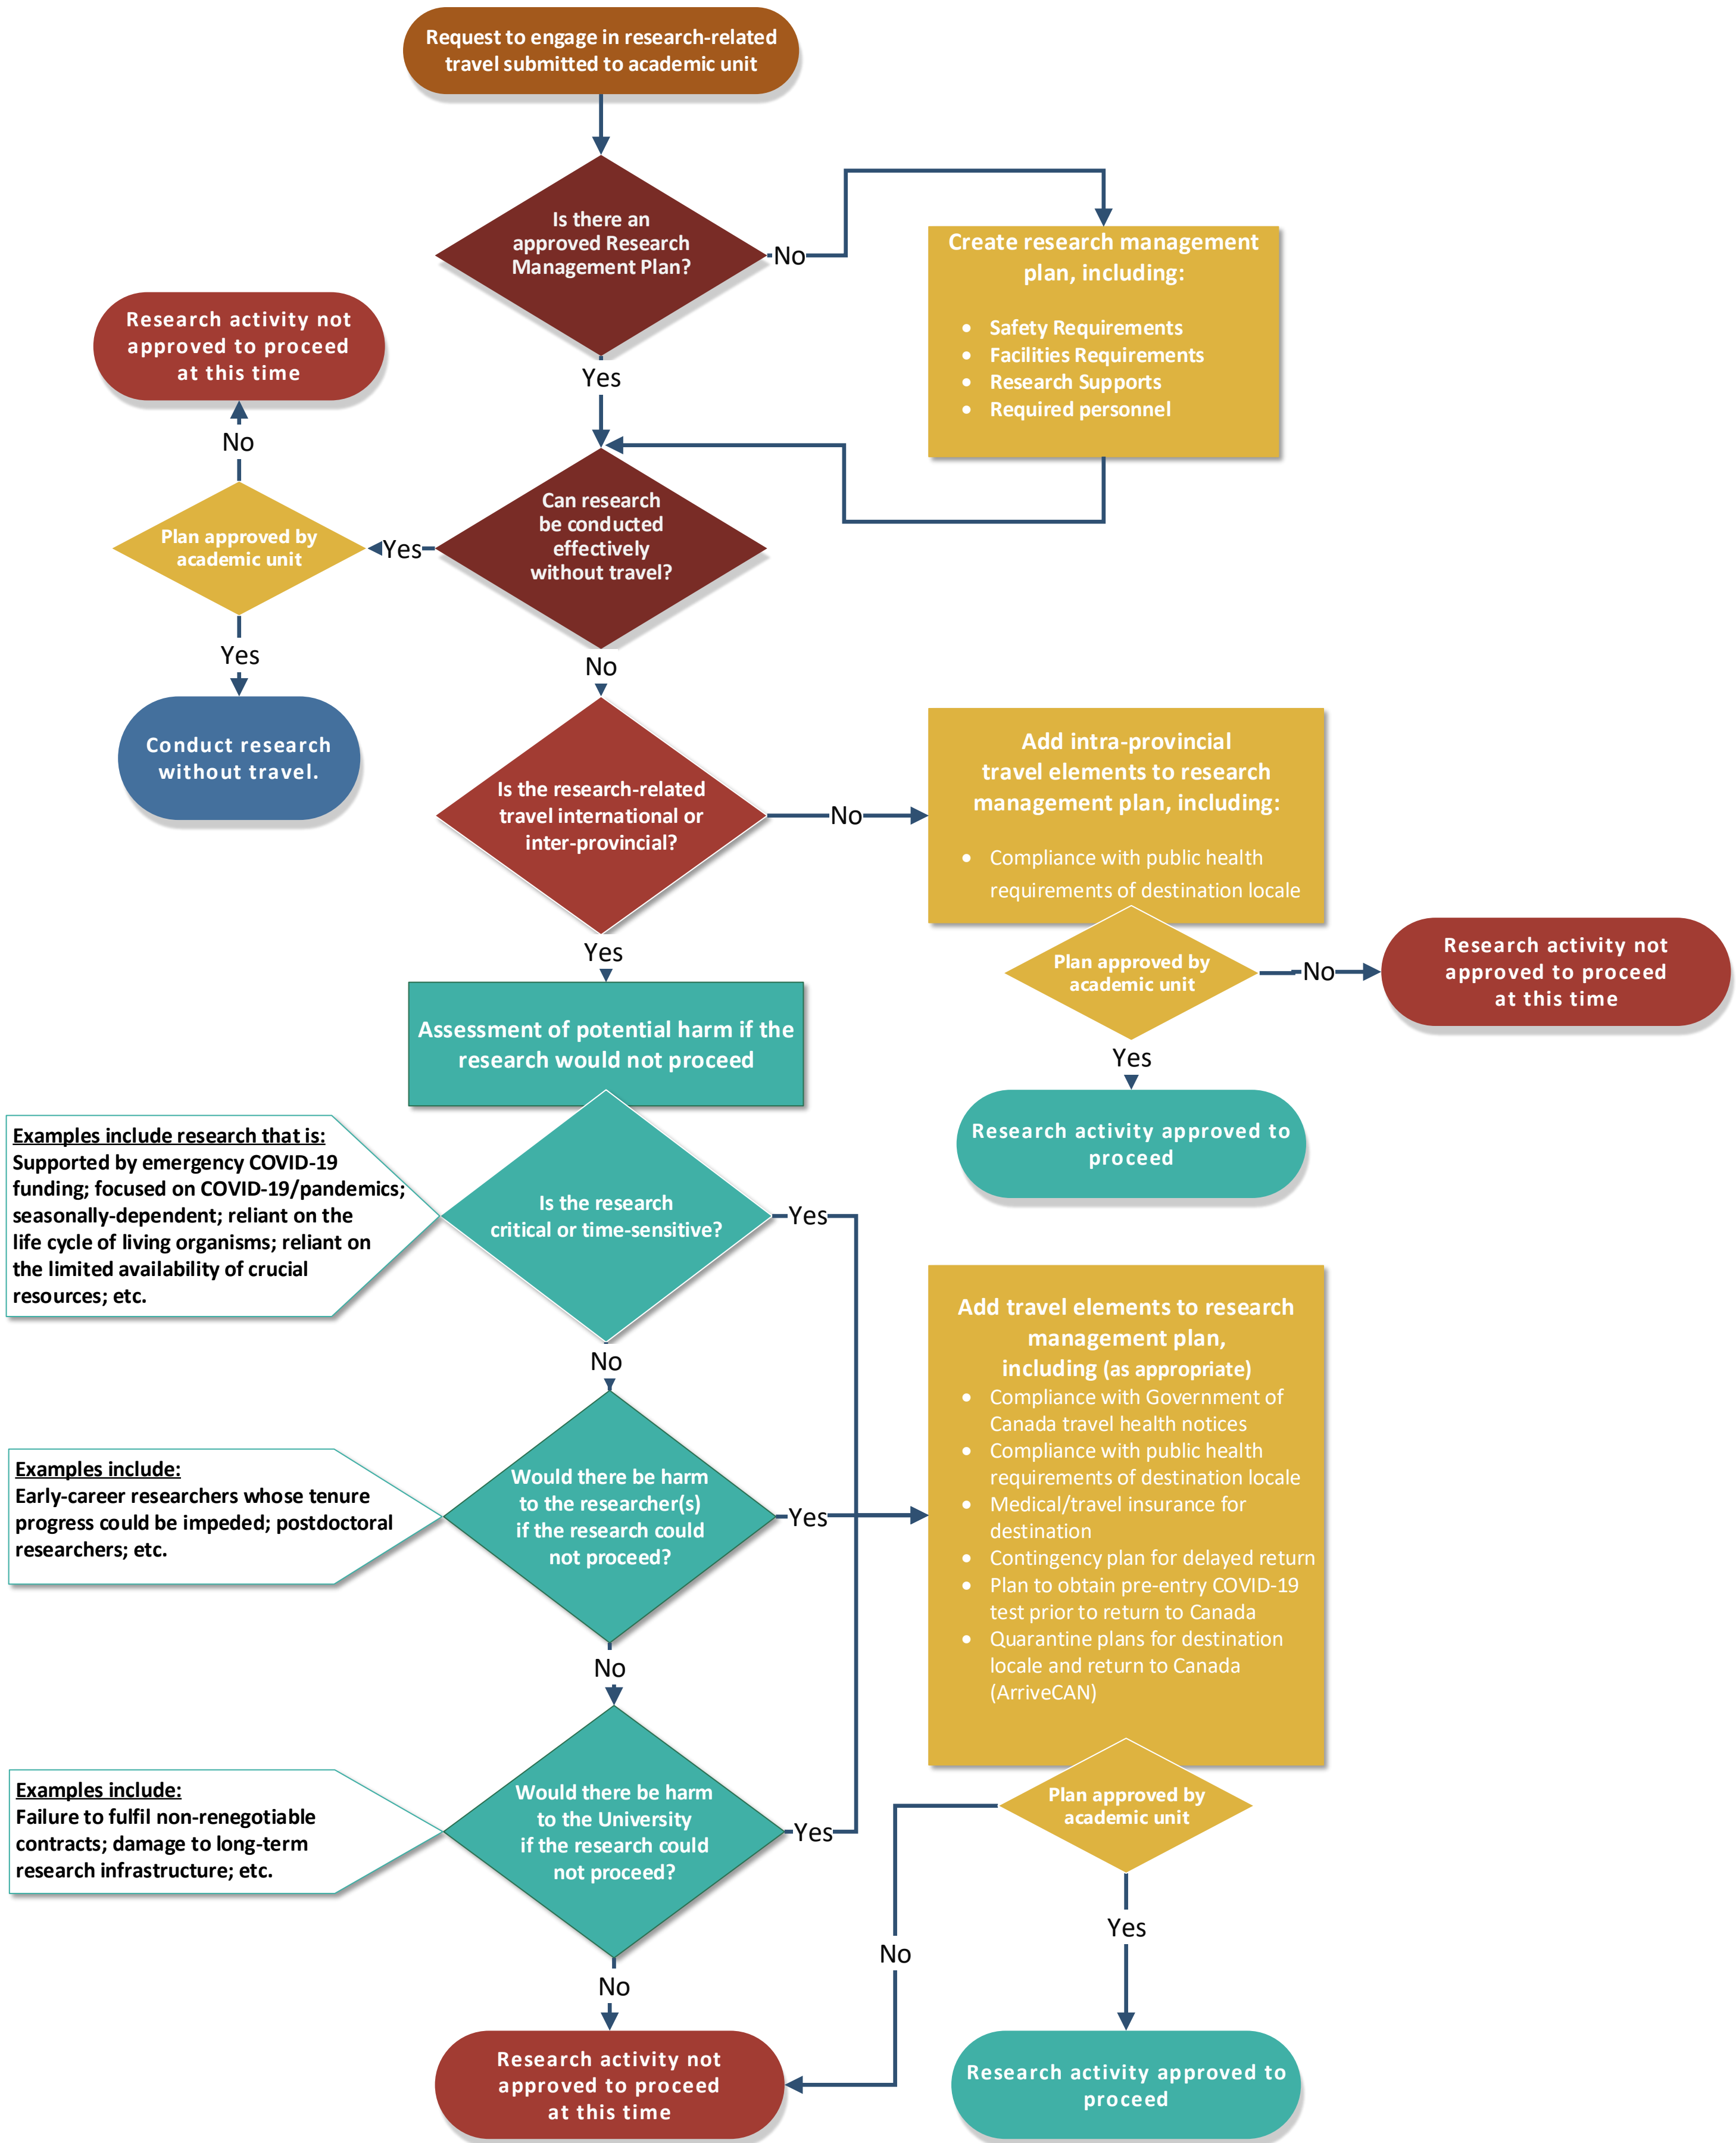 Request to engage in research-related
travel submitted to academic unit
Is there an
approved Research
Management Plan?
No
Create research management
plan, including:
• Safety Requirements
• Facilities Requirements
• Research Supports
• Required personnel
Yes
Research activity not
approved to proceed
at this time
No
Plan approved by
academic unit
Yes
Can research
be conducted
effectively
without travel?
Yes
Conduct research
without travel.
No
Is the research-related
travel international or
inter-provincial?
No
Add intra-provincial
travel elements to research
management plan, including:
• Compliance with public health
requirements of destination locale
Plan approved by
academic unit
No
Research activity not
approved to proceed
at this time
Yes
Research activity approved to
proceed
Yes
Assessment of potential harm if the
research would not proceed
Examples include research that is:
Supported by emergency COVID-19
funding; focused on COVID-19/pandemics;
seasonally-dependent; reliant on the
life cycle of living organisms; reliant on
the limited availability of crucial
resources; etc.
Is the research
critical or time-sensitive?
Yes
No
Examples include:
Early-career researchers whose tenure
progress could be impeded; postdoctoral
researchers; etc.
Would there be harm
to the researcher(s)
if the research could
not proceed?
Yes
No
Examples include:
Failure to fulfil non-renegotiable
contracts; damage to long-term
research infrastructure; etc.
Would there be harm
to the University
if the research could
not proceed?
Yes
No
Add travel elements to research
management plan,
including (as appropriate)
• Compliance with Government of
Canada travel health notices
• Compliance with public health
requirements of destination locale
• Medical/travel insurance for
destination
• Contingency plan for delayed return
• Plan to obtain pre-entry COVID-19
test prior to return to Canada
• Quarantine plans for destination
locale and return to Canada
(ArriveCAN)
Plan approved by
academic unit
No
Yes
Research activity not
approved to proceed
at this time
Research activity approved to
proceed